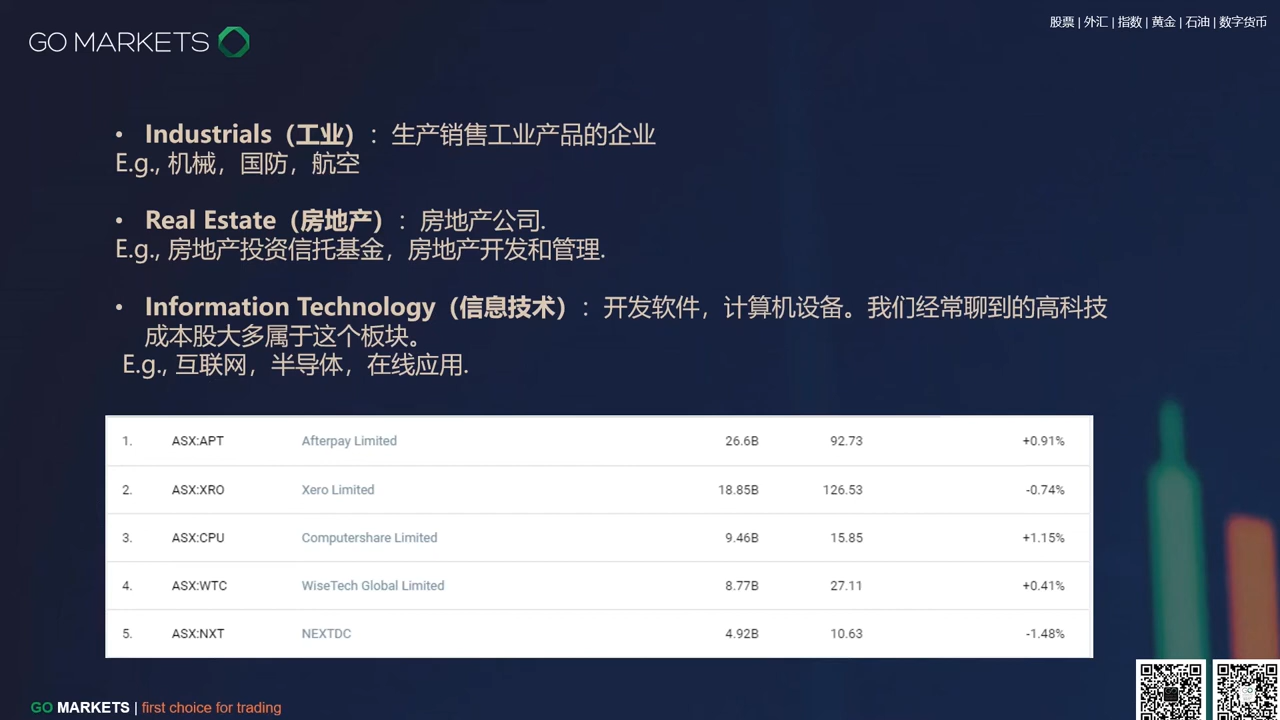 GO MARKETS
股票 | 外汇 | 指数 | 黄金 | 石油 | 数字货币
• Industrials（工业）：生产销售工业产品的企业
E.g., 机械，国防，航空
• Real Estate（房地产）：房地产公司.
E.g., 房地产投资信托基金，房地产开发和管理.
• Information Technology（信息技术）：开发软件，计算机设备。我们经常聊到的高科技
成本股大多属于这个板块。
E.g., 互联网，半导体，在线应用.
1. ASX:APT Afterpay Limited 26.6B 92.73 +0.91%
2. ASX:XRO Xero Limited 18.85B 126.53 -0.74%
3. ASX:CPU Computershare Limited 9.46B 15.85 +1.15%
4. ASX:WTC WiseTech Global Limited 8.77B 27.11 +0.41%
5. ASX:NXT NEXTDC 4.92B 10.63 -1.48%
GO MARKETS | first choice for trading